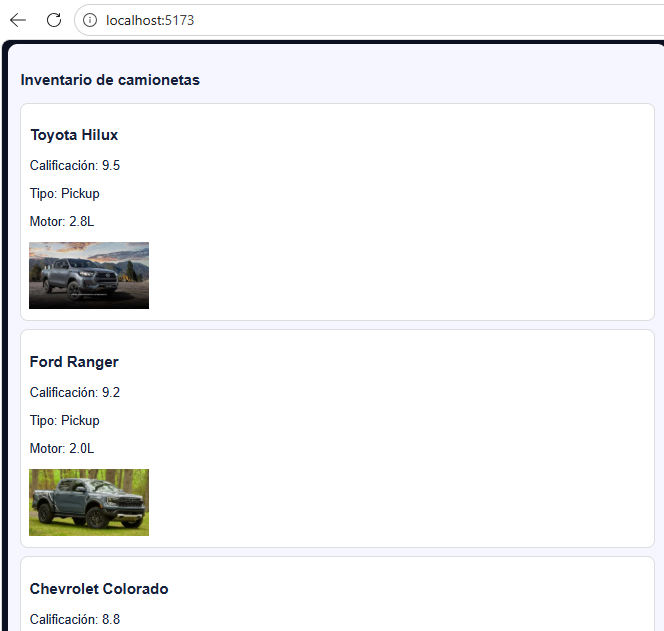 localhost:5173
Inventario de camionetas
Toyota Hilux
Calificación: 9.5
Tipo: Pickup
Motor: 2.8L
Ford Ranger
Calificación: 9.2
Tipo: Pickup
Motor: 2.0L
Chevrolet Colorado
Calificación: 8.8